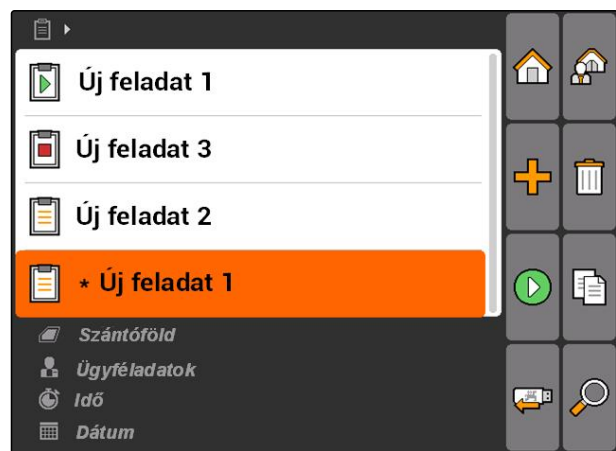 Új feladat 1
Új feladat 3
Új feladat 2
* Új feladat 1
Szántóföld
Ügyféladatok
Idő
Dátum